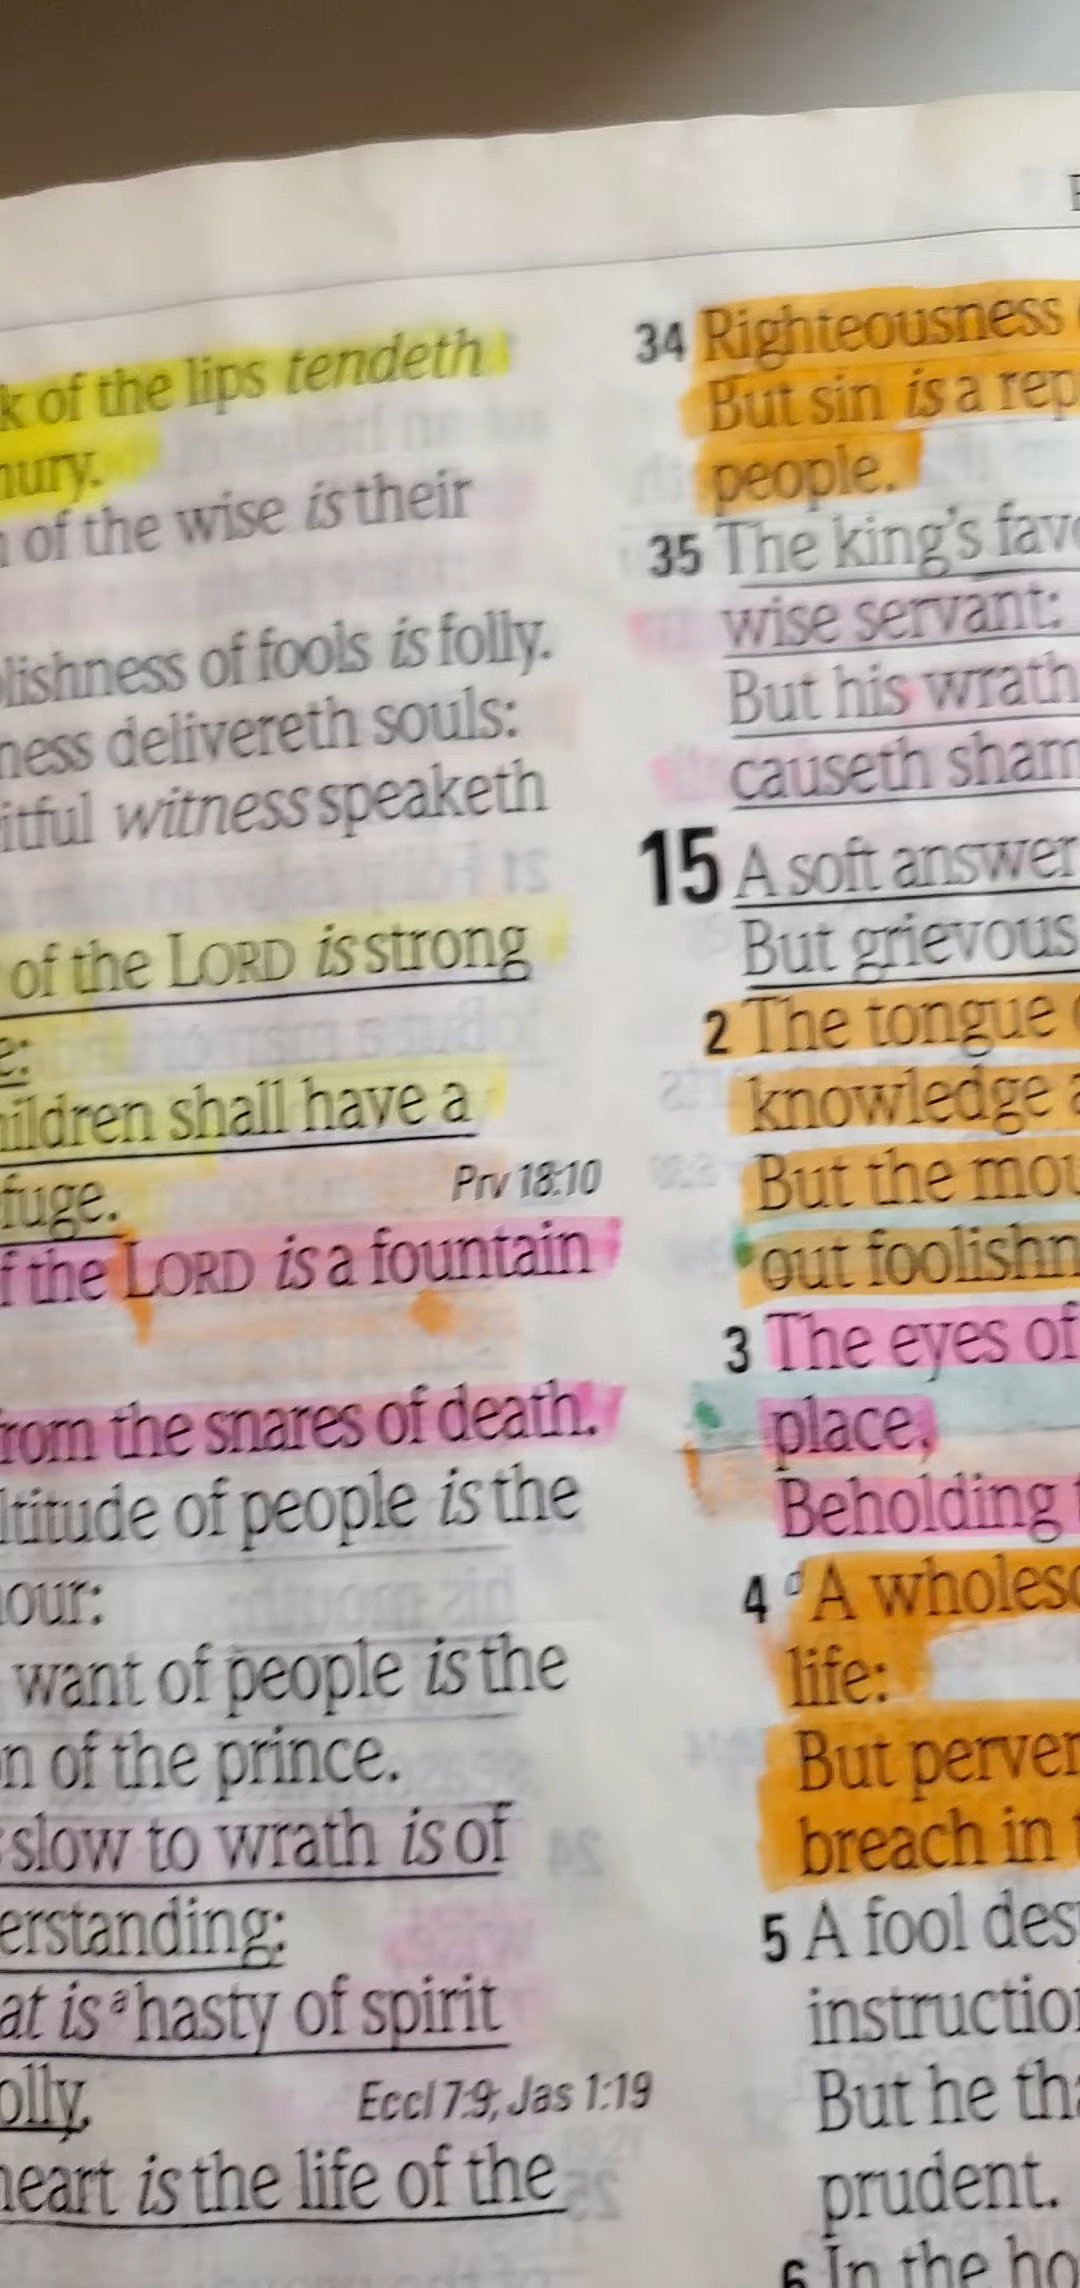 k of the lips tendeth
nury.
n of the wise is their
lishness of fools is folly.
ness delivereth souls:
itful witness speaketh
of the LORD is strong
e:
ildren shall have a
fuge.
Prv 18:10
f the LORD is a fountain
rom the snares of death.
ltitude of people is the
our:
want of people is the
n of the prince.
slow to wrath is of
erstanding:
at is a hasty of spirit
olly.
Eccl 7:9; Jas 1:19
heart is the life of the
34 Righteousness
But sin is a rep
people.
35 The king's favo
wise servant:
But his wrath
causeth sham
15 A soft answer
But grievous
2 The tongue
knowledge a
But the mou
out foolishn
3 The eyes of
place,
Beholding t
4 d A wholeso
life:
But perver
breach in t
5 A fool des
instructio
But he tha
prudent.
6 In the ho